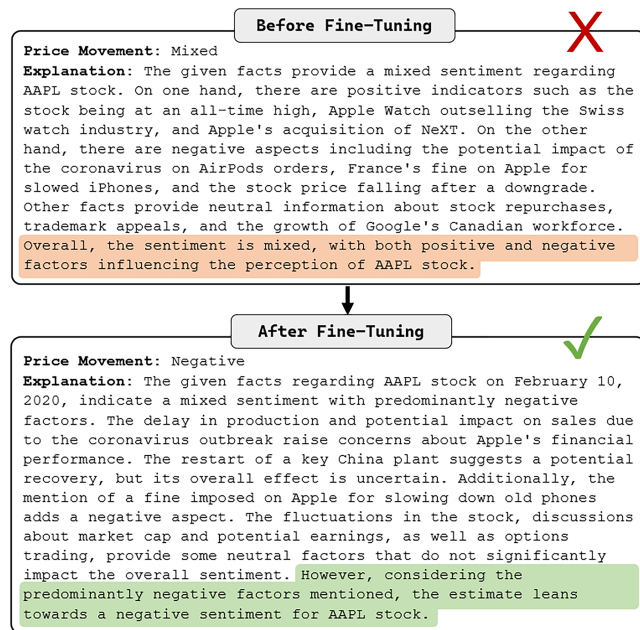 Before Fine-Tuning
Price Movement: Mixed
Explanation: The given facts provide a mixed sentiment regarding
AAPL stock. On one hand, there are positive indicators such as the
stock being at an all-time high, Apple Watch outselling the Swiss
watch industry, and Apple's acquisition of NeXT. On the other
hand, there are negative aspects including the potential impact of
the coronavirus on AirPods orders, France's fine on Apple for
slowed iPhones, and the stock price falling after a downgrade.
Other facts provide neutral information about stock repurchases,
trademark appeals, and the growth of Google's Canadian workforce.
Overall, the sentiment is mixed, with both positive and negative
factors influencing the perception of AAPL stock.
After Fine-Tuning
Price Movement: Negative
Explanation: The given facts regarding AAPL stock on February 10,
2020, indicate a mixed sentiment with predominantly negative
factors. The delay in production and potential impact on sales due
to the coronavirus outbreak raise concerns about Apple's financial
performance. The restart of a key China plant suggests a potential
recovery, but its overall effect is uncertain. Additionally, the
mention of a fine imposed on Apple for slowing down old phones
adds a negative aspect. The fluctuations in the stock, discussions
about market cap and potential earnings, as well as options
trading, provide some neutral factors that do not significantly
impact the overall sentiment. However, considering the
predominantly negative factors mentioned, the estimate leans
towards a negative sentiment for AAPL stock.